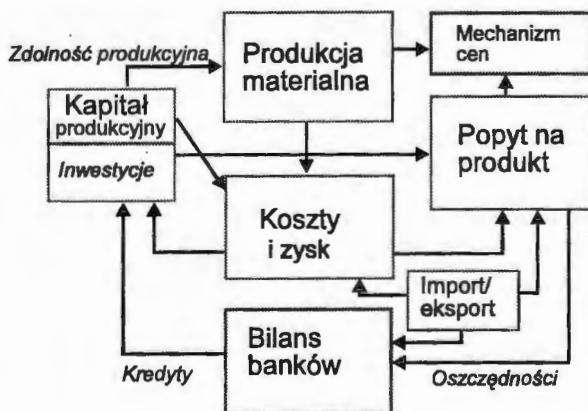 Zdolność produkcyjna
Produkcja
materialna
Mechanizm
cen
Kapitał
produkcyjny
Inwestycje
Popyt na
produkt
Koszty
i zysk
Import/
eksport
Bilans
banków
Kredyty
Oszczędności